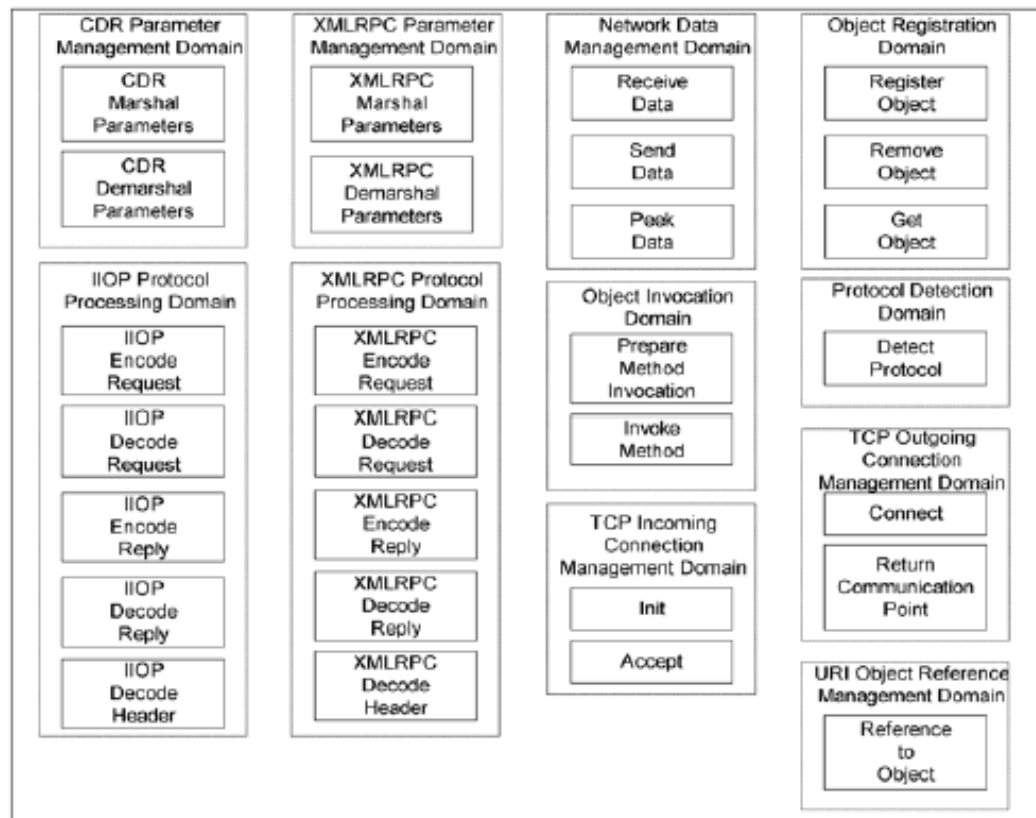 CDR Parameter
Management Domain
CDR
Marshal
Parameters
CDR
Demarshal
Parameters
IIOP Protocol
Processing Domain
IIOP
Encode
Request
IIOP
Decode
Request
IIOP
Encode
Reply
IIOP
Decode
Reply
IIOP
Decode
Header
XMLRPC Parameter
Management Domain
XMLRPC
Marshal
Parameters
XMLRPC
Demarshal
Parameters
XMLRPC Protocol
Processing Domain
XMLRPC
Encode
Request
XMLRPC
Decode
Request
XMLRPC
Encode
Reply
XMLRPC
Decode
Reply
XMLRPC
Decode
Header
Network Data
Management Domain
Receive
Data
Send
Data
Peek
Data
Object Invocation
Domain
Prepare
Method
Invocation
Invoke
Method
TCP Incoming
Connection
Management Domain
Init
Accept
Object Registration
Domain
Register
Object
Remove
Object
Get
Object
Protocol Detection
Domain
Detect
Protocol
TCP Outgoing
Connection
Management Domain
Connect
Return
Communication
Point
URI Object Reference
Management Domain
Reference
to
Object